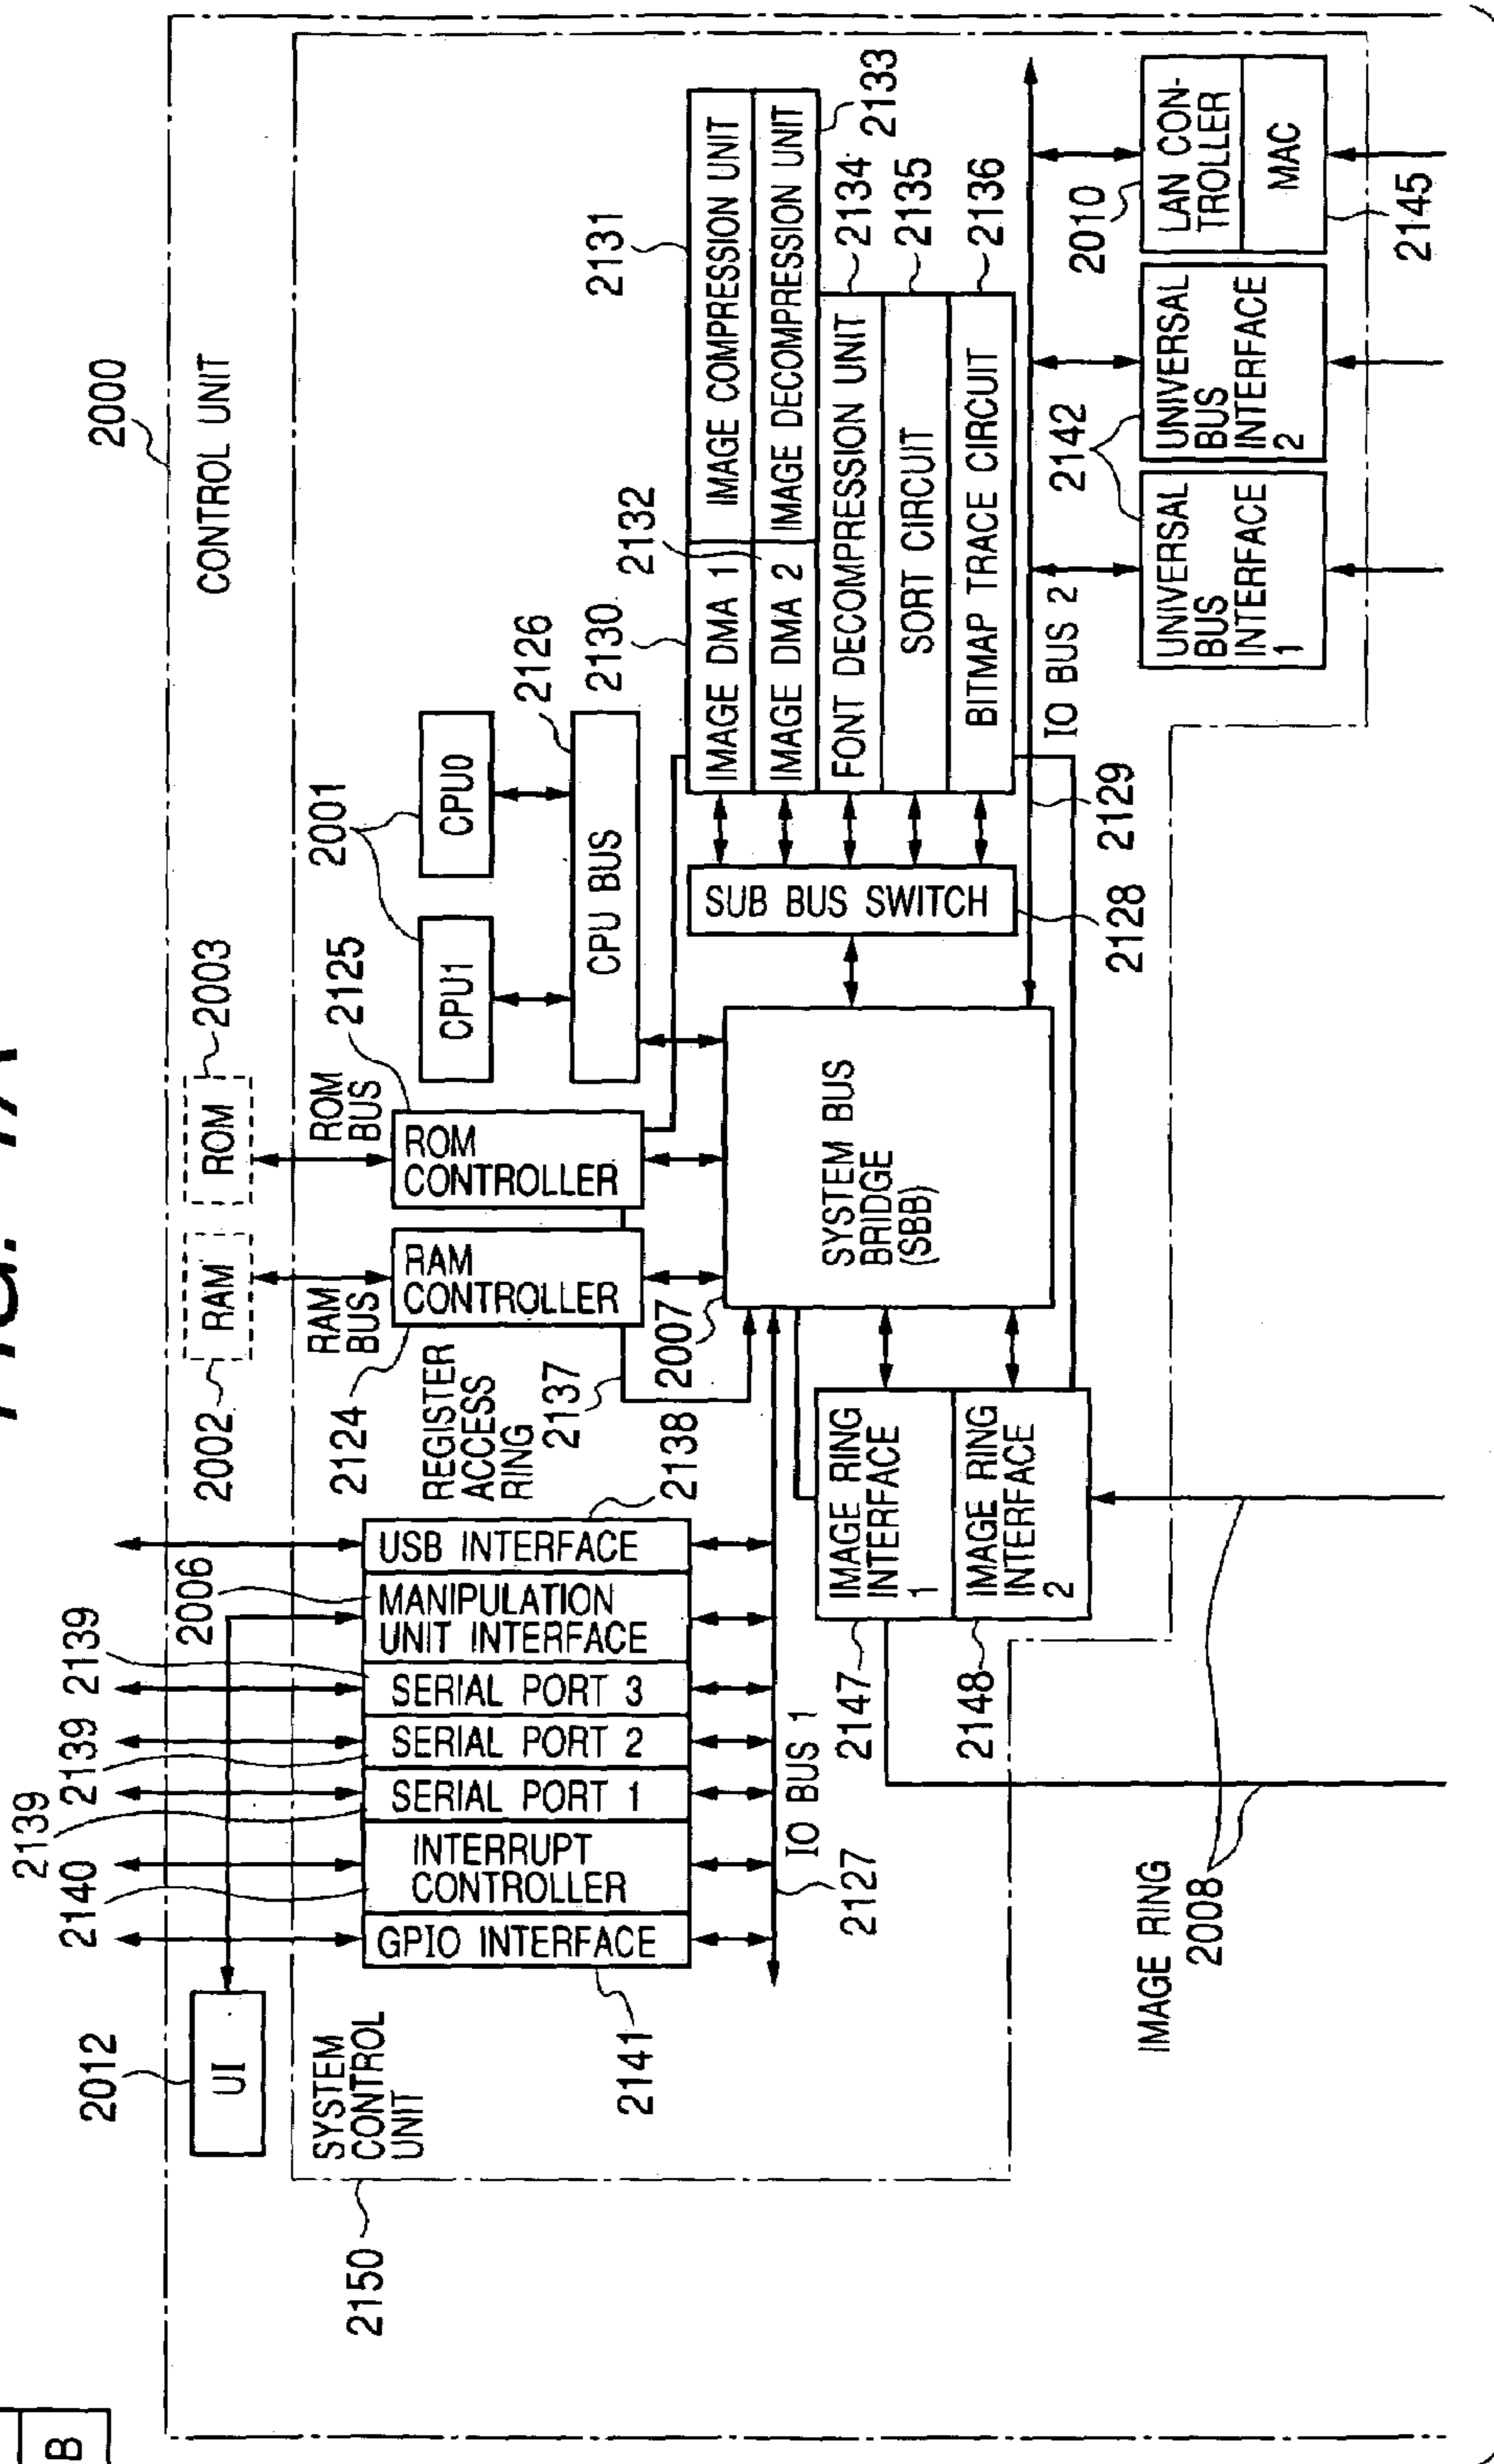 B
2000
CONTROL UNIT
2012
UI
2140
2139
2139
2139
2006
2002
RAM
ROM
2003
2150
SYSTEM
CONTROL
UNIT
GPIO INTERFACE
INTERRUPT
CONTROLLER
SERIAL PORT 1
SERIAL PORT 2
SERIAL PORT 3
MANIPULATION
UNIT INTERFACE
USB INTERFACE
2141
2138
2127
IO BUS 1
2124
RAM
BUS
ROM
BUS
2125
RAM
CONTROLLER
ROM
CONTROLLER
REGISTER
ACCESS
RING
2137
2007
2001
CPU1
CPU0
CPU BUS
2126
SYSTEM BUS
BRIDGE
(SBB)
SUB BUS SWITCH
2128
2129
2130
2132
2131
IMAGE DMA 1
IMAGE COMPRESSION UNIT
IMAGE DMA 2
IMAGE DECOMPRESSION UNIT
2133
FONT DECOMPRESSION UNIT
2134
SORT CIRCUIT
2135
BITMAP TRACE CIRCUIT
2136
IMAGE RING
INTERFACE
1
IMAGE RING
INTERFACE
2
2147
2148
IMAGE RING
2008
IO BUS 2
2142
2010
UNIVERSAL
BUS
INTERFACE
1
UNIVERSAL
BUS
INTERFACE
2
LAN CON-
TROLLER
MAC
2145